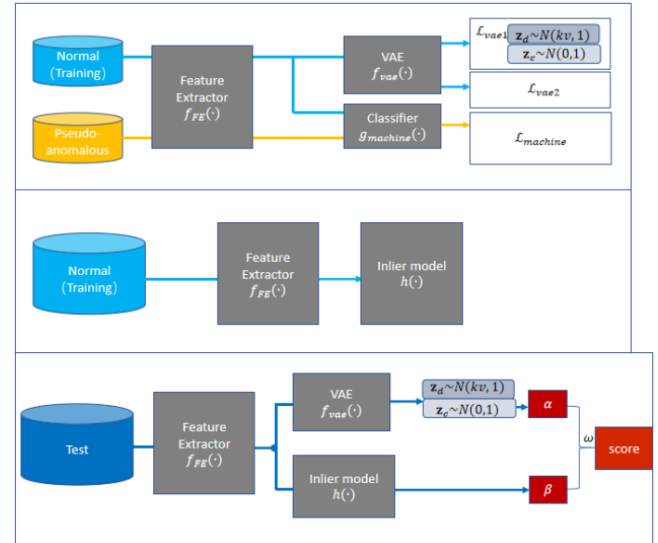 Normal
(Training)
Pseudo-
anomalous
Feature
Extractor
f_FE(·)
VAE
f_vae(·)
Classifier
g_machine(·)
ℒ_vae1
z_d~N(kv, 1)
z_c~N(0,1)
ℒ_vae2
ℒ_machine
Normal
(Training)
Feature
Extractor
f_FE(·)
Inlier model
h(·)
Test
Feature
Extractor
f_FE(·)
VAE
f_vae(·)
Inlier model
h(·)
z_d~N(kv, 1)
z_c~N(0,1)
α
β
ω
score